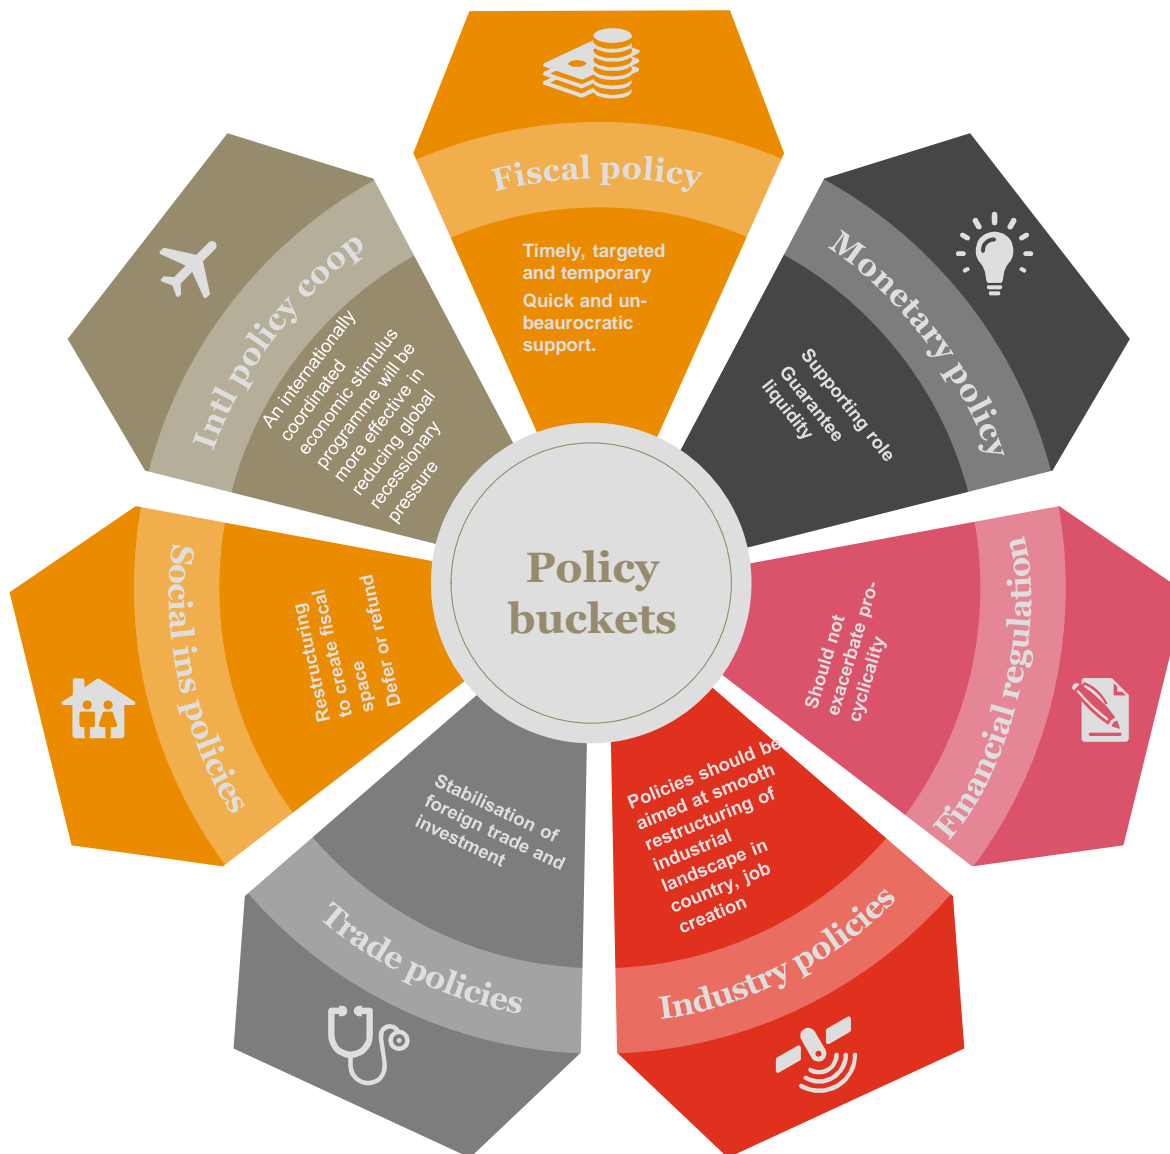 Fiscal policy
Timely, targeted
and temporary
Quick and un-
beaurocratic
support.
Monetary policy
Supporting role
Guarantee
liquidity
Financial regulation
Should not
exacerbate pro-
cyclicality
Industry policies
Policies should be
aimed at smooth
restructuring of
industrial
landscape in
country, job
creation
Trade policies
Stabilisation of
foreign trade and
investment
Social ins policies
Restructuring
to create fiscal
space
Defer or refund
Intl policy coop
An internationally
coordinated
economic stimulus
programme will be
more effective in
reducing global
recessionary
pressure
Policy
buckets